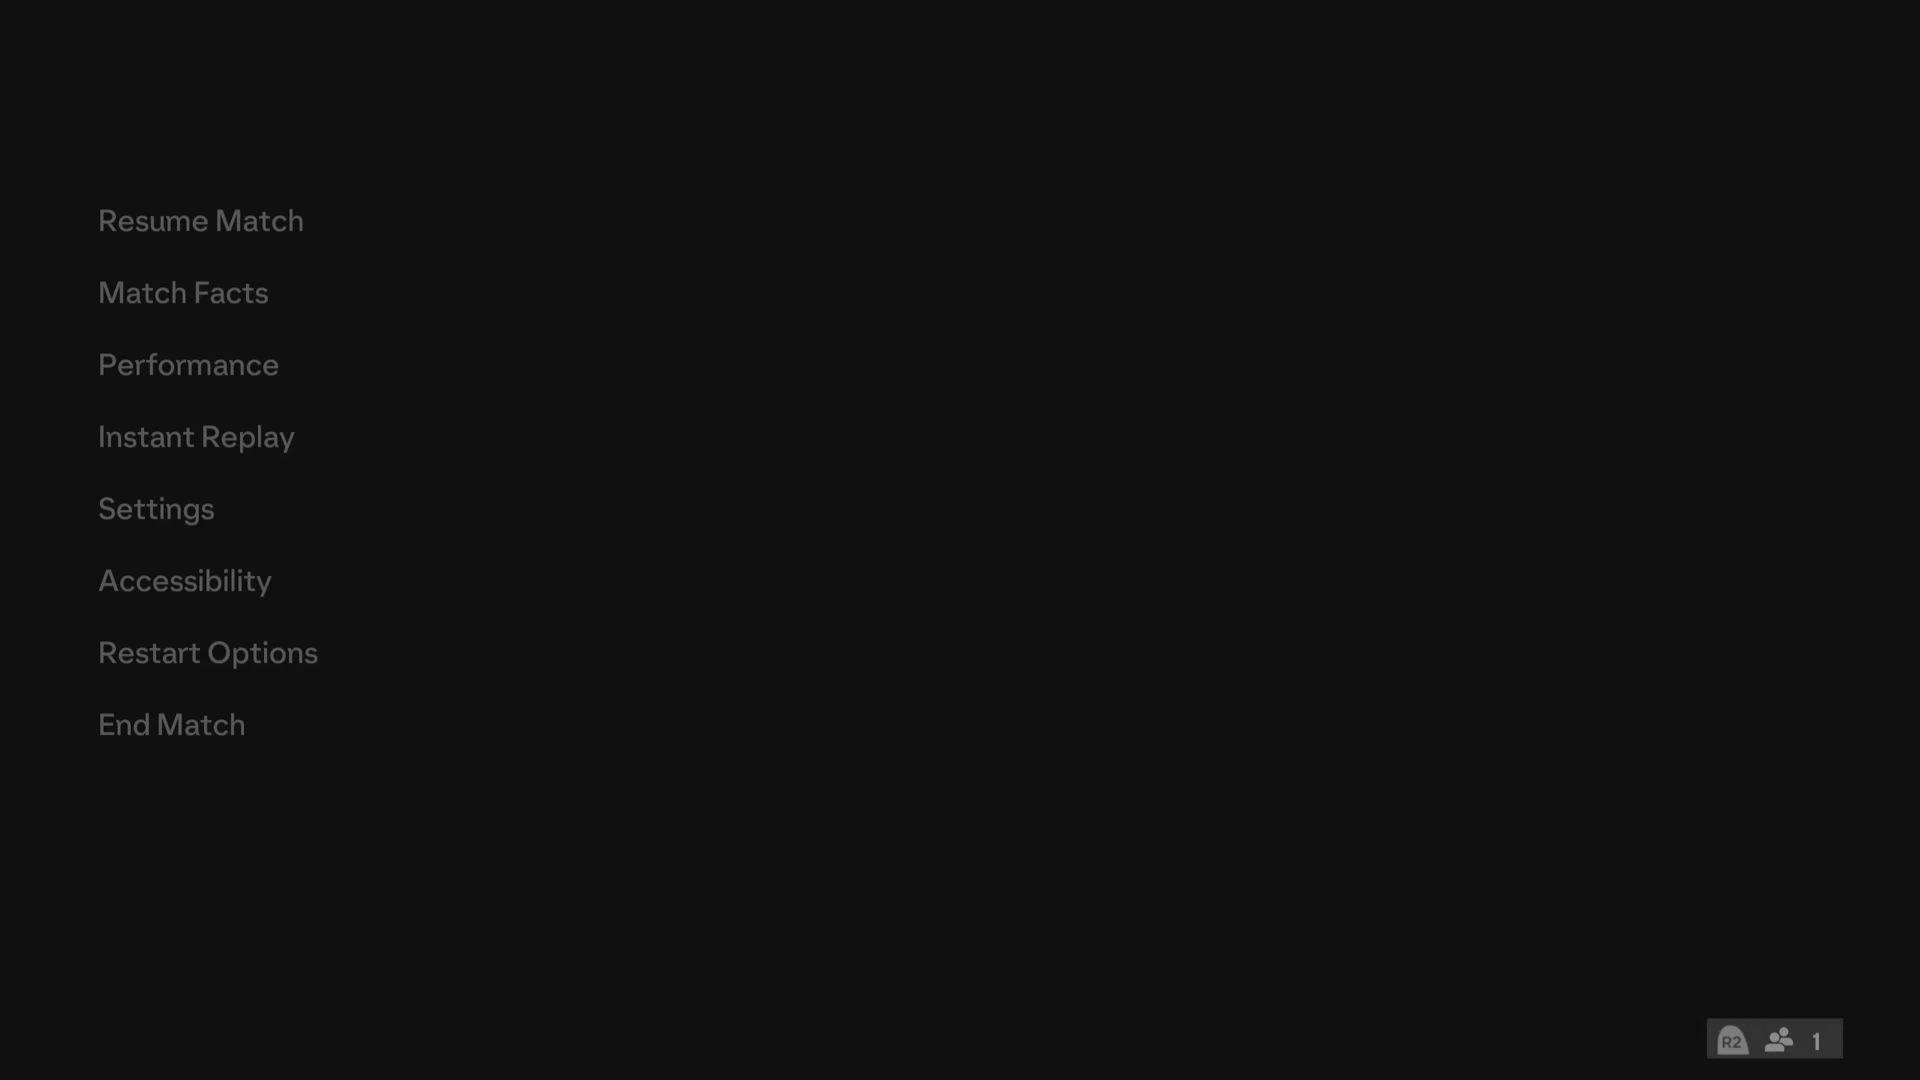 Resume Match
Match Facts
Performance
Instant Replay
Settings
Accessibility
Restart Options
End Match
R2 1